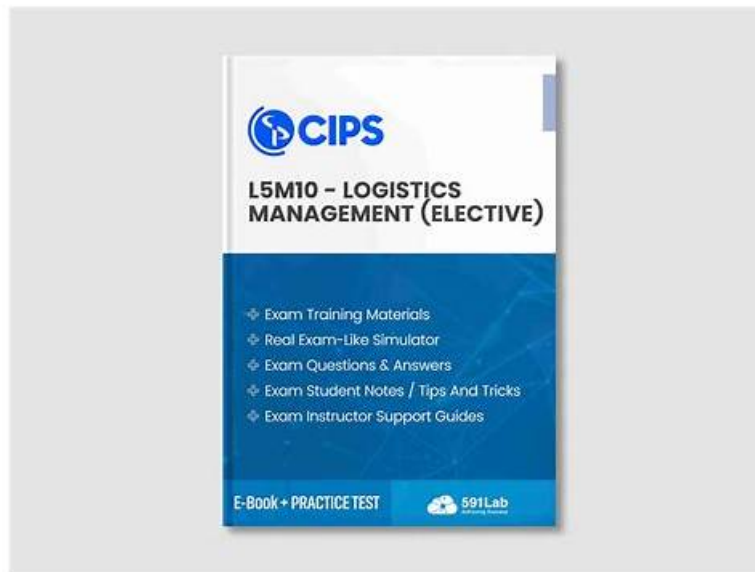 CIPS
L5M10 - LOGISTICS
MANAGEMENT (ELECTIVE)
Exam Training Materials
Real Exam-Like Simulator
Exam Questions & Answers
Exam Student Notes / Tips And Tricks
Exam Instructor Support Guides
E-Book + PRACTICE TEST
591Lab